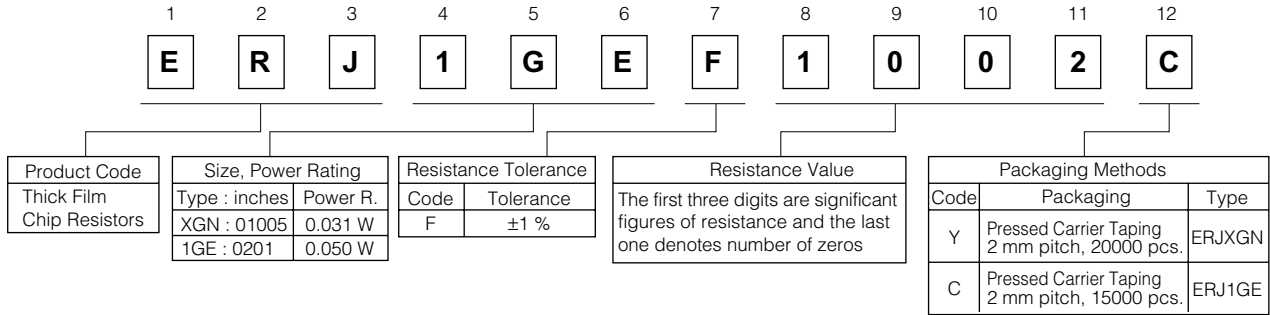 1 2 3 4 5 6 7 8 9 10 11 12
E R J 1 G E F 1 0 0 2 C
Product Code
Thick Film
Chip Resistors
Size, Power Rating
Type : inches Power R.
XGN : 01005 0.031 W
1GE : 0201 0.050 W
Resistance Tolerance
Code Tolerance
F ±1 %
Resistance Value
The first three digits are significant
figures of resistance and the last
one denotes number of zeros
Packaging Methods
Code Packaging Type
Y Pressed Carrier Taping
2 mm pitch, 20000 pcs. ERJXGN
C Pressed Carrier Taping
2 mm pitch, 15000 pcs. ERJ1GE